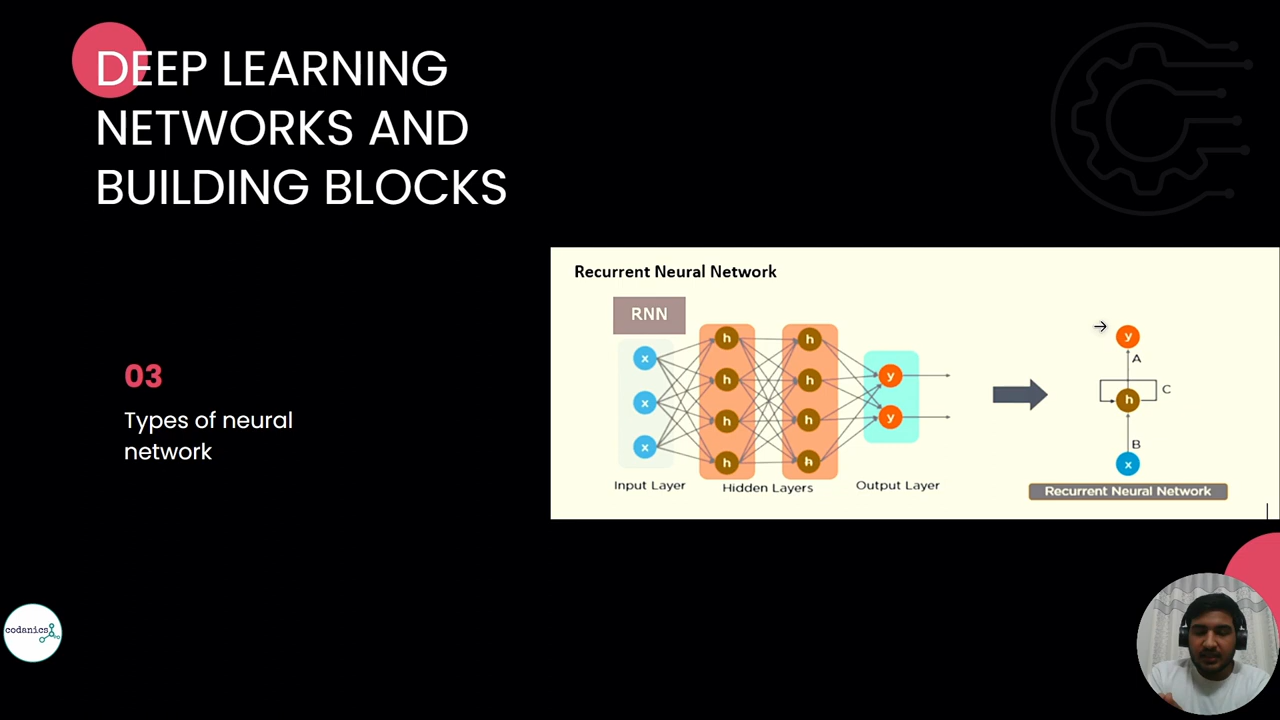 DEEP LEARNING
NETWORKS AND
BUILDING BLOCKS
03
Types of neural
network
Recurrent Neural Network
RNN
x
x
x
h
h
h
h
h
h
h
h
y
y
Input Layer
Hidden Layers
Output Layer
y
A
h
C
B
x
Recurrent Neural Network
codanics